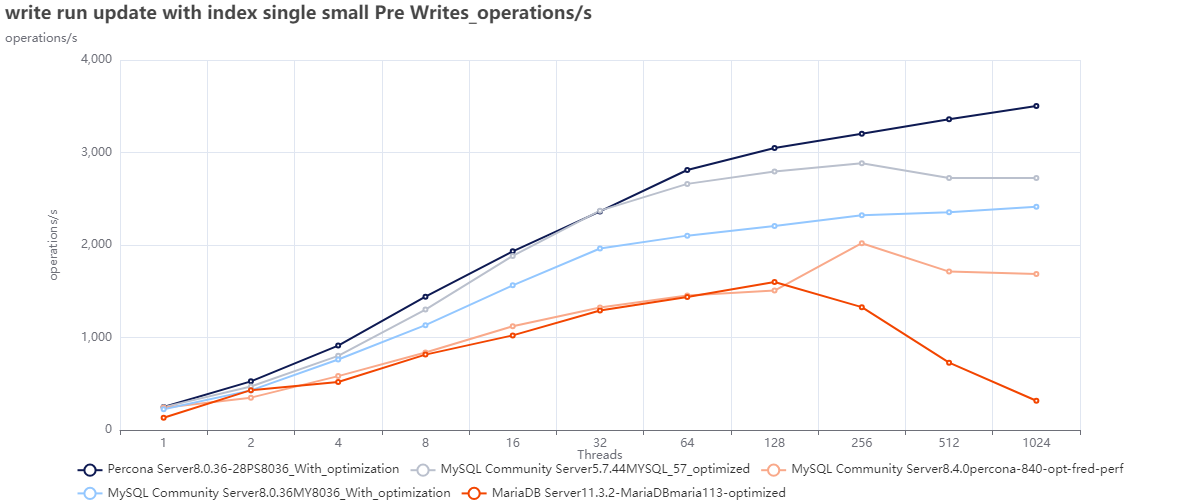 write run update with index single small Pre Writes_operations/s
operations/s
4,000
3,000
2,000
1,000
0
operations/s
1 2 4 8 16 32 64 128 256 512 1024
Threads
Percona Server8.0.36-28PS8036_With_optimization MySQL Community Server5.7.44MYSQL_57_optimized MySQL Community Server8.4.0percona-840-opt-fred-perf
MySQL Community Server8.0.36MY8036_With_optimization MariaDB Server11.3.2-MariaDBmaria113-optimized